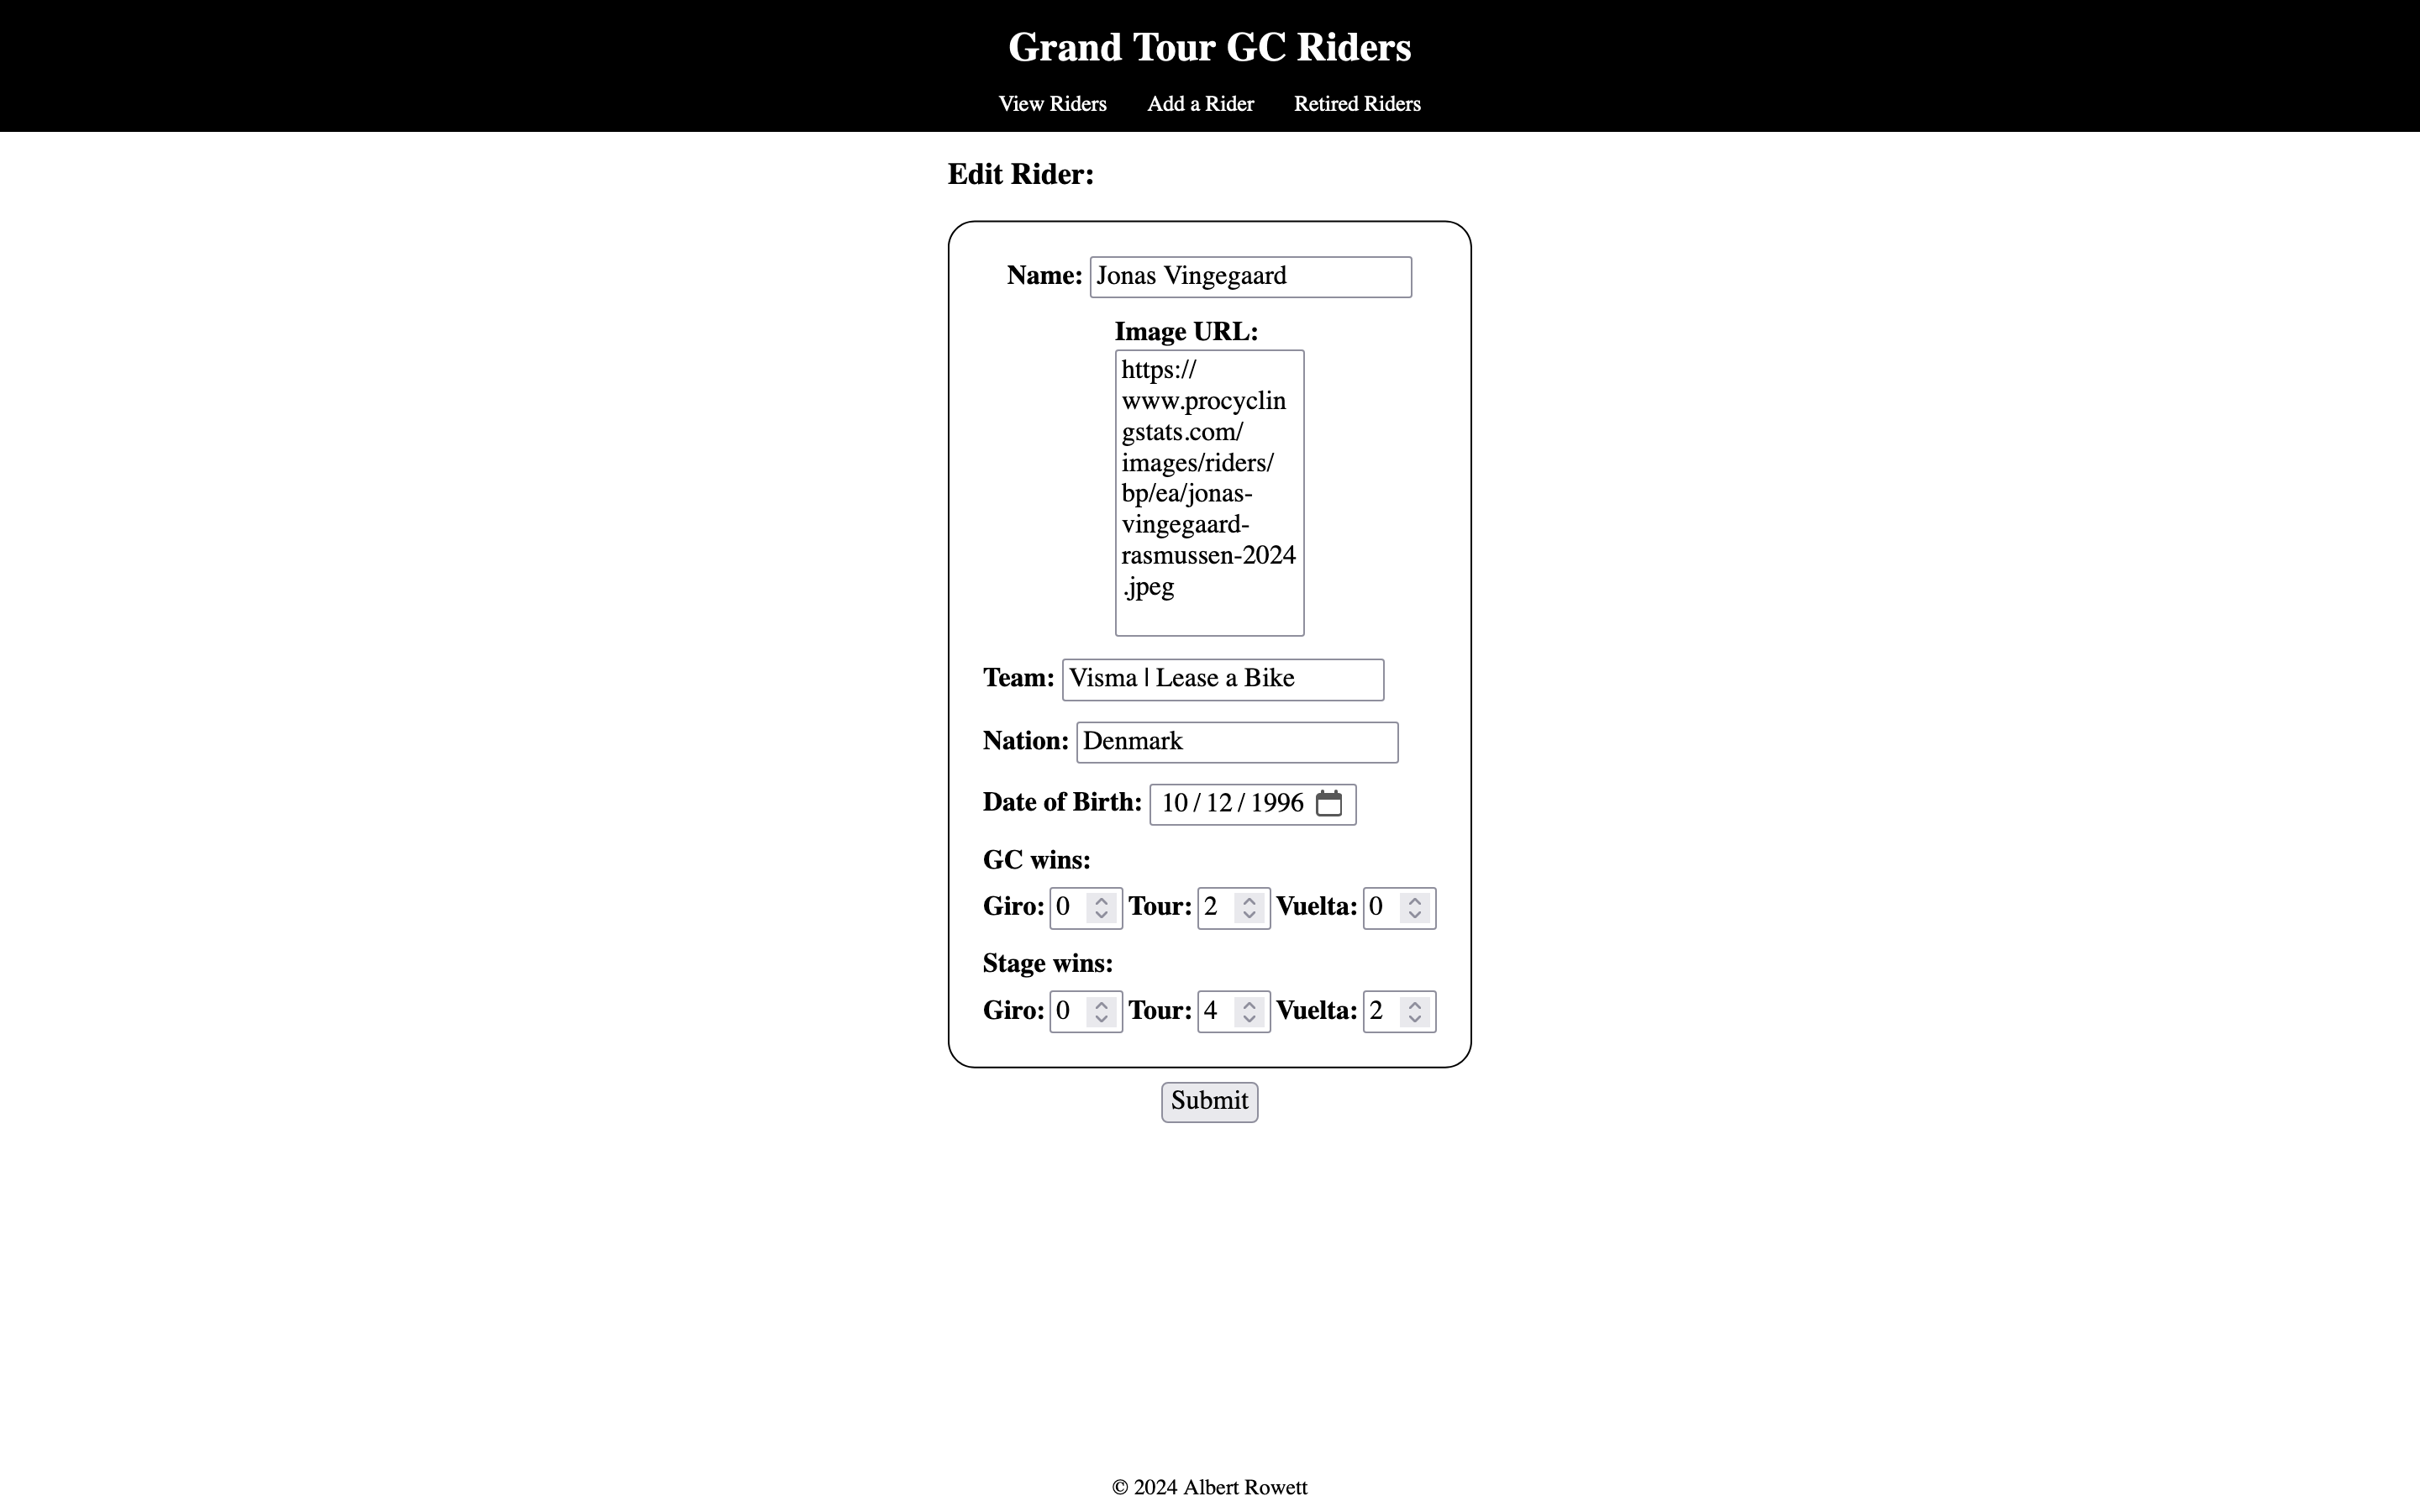 Grand Tour GC Riders
View Riders Add a Rider Retired Riders
Edit Rider:
Name: Jonas Vingegaard
Image URL:
https://
www.procyclin
gstats.com/
images/riders/
bp/ea/jonas-
vingegaard-
rasmussen-2024
.jpeg
Team: Visma | Lease a Bike
Nation: Denmark
Date of Birth: 10 / 12 / 1996
GC wins:
Giro: 0 Tour: 2 Vuelta: 0
Stage wins:
Giro: 0 Tour: 4 Vuelta: 2
Submit
© 2024 Albert Rowett